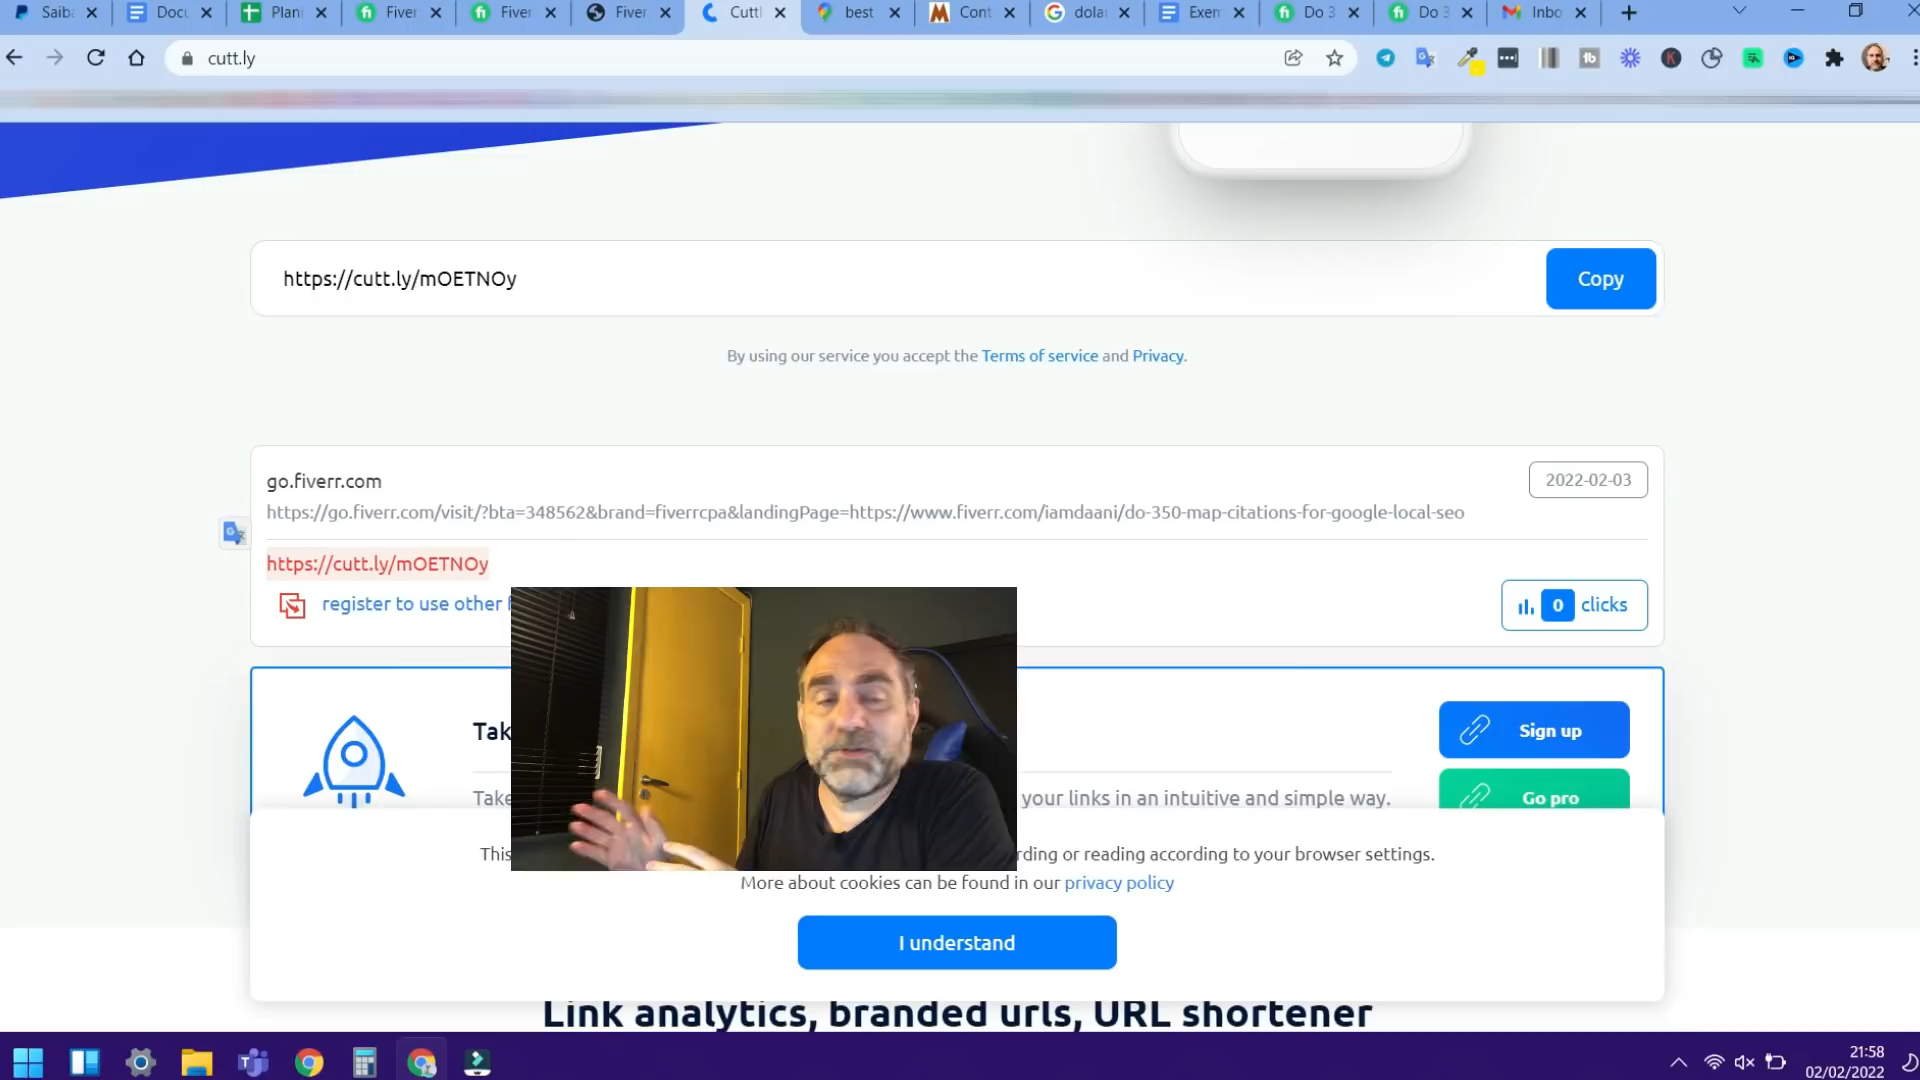 Saiba
Docu
Plani
Fiver
Fiver
Fiver
Cuttl
best
Cont
dolar
Exem
Do 3
Do 3
Inbo
cutt.ly
https://cutt.ly/mOETNOy
Copy
By using our service you accept the Terms of service and Privacy.
go.fiverr.com
2022-02-03
https://go.fiverr.com/visit/?bta=348562&brand=fiverrcpa&landingPage=https://www.fiverr.com/iamdaani/do-350-map-citations-for-google-local-seo
https://cutt.ly/mOETNOy
register to use other f
0 clicks
Tak
Sign up
Take your links in an intuitive and simple way.
Go pro
This rding or reading according to your browser settings.
More about cookies can be found in our privacy policy
I understand
Link analytics, branded urls, URL shortener
21:58
02/02/2022